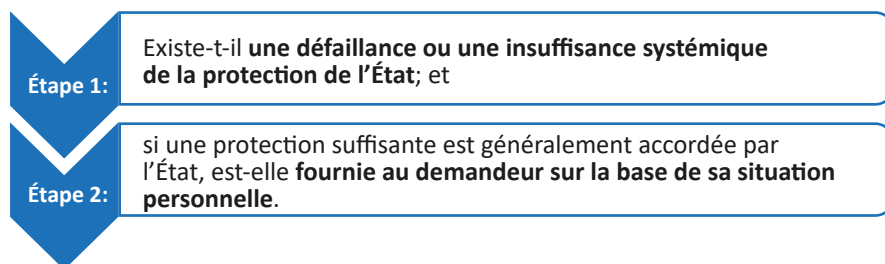 Étape 1:
Existe-t-il une défaillance ou une insuffisance systémique
de la protection de l’État; et
Étape 2:
si une protection suffisante est généralement accordée par
l’État, est-elle fournie au demandeur sur la base de sa situation
personnelle.